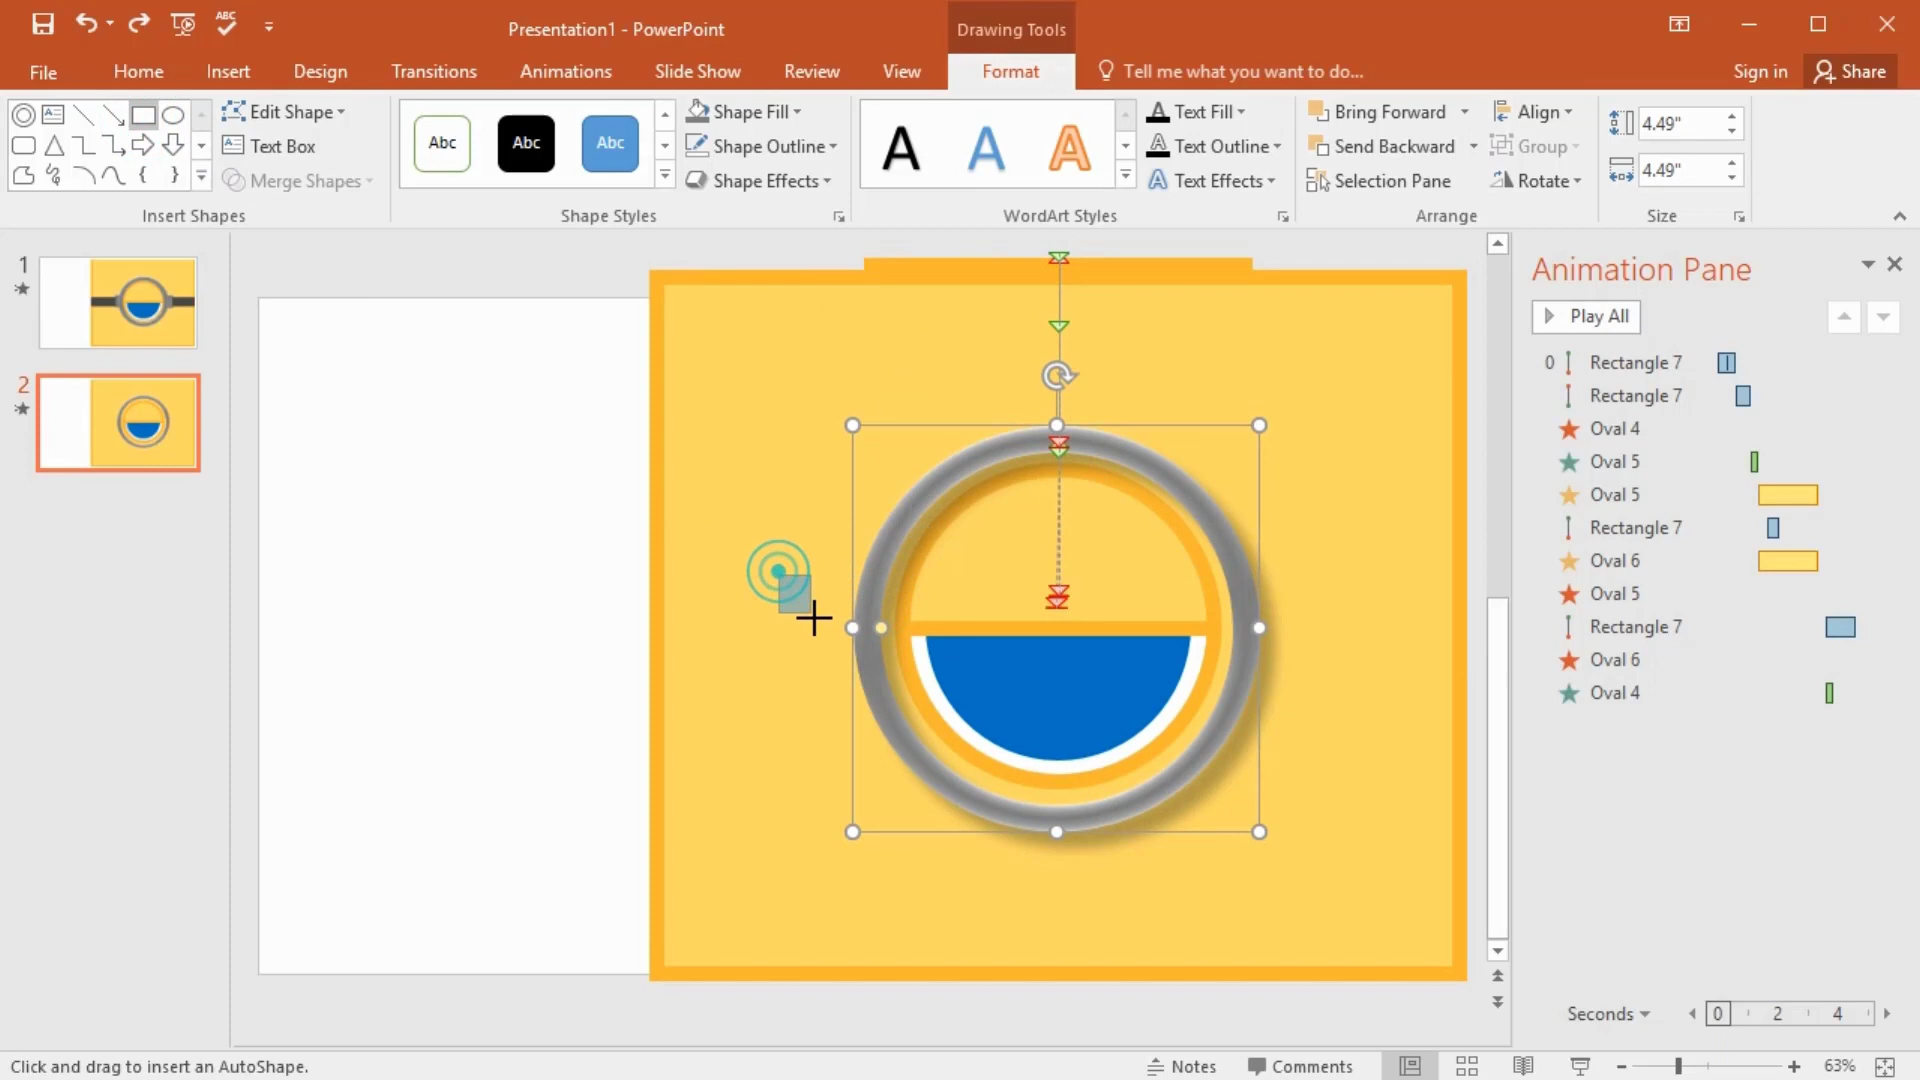 ABC
Presentation1 - PowerPoint
Drawing Tools
File
Home
Insert
Design
Transitions
Animations
Slide Show
Review
View
Format
Tell me what you want to do...
Sign in
Share
Edit Shape
Text Box
Merge Shapes
Insert Shapes
Abc
Abc
Abc
Shape Fill
Shape Outline
Shape Effects
Shape Styles
A
A
A
Text Fill
Text Outline
Text Effects
WordArt Styles
Bring Forward
Send Backward
Selection Pane
Align
Group
Rotate
Arrange
4.49"
4.49"
Size
1
2
Animation Pane
Play All
0 Rectangle 7
Rectangle 7
Oval 4
Oval 5
Oval 5
Rectangle 7
Oval 6
Oval 5
Rectangle 7
Oval 6
Oval 4
Seconds 0 2 4
Click and drag to insert an AutoShape.
Notes
Comments
63%